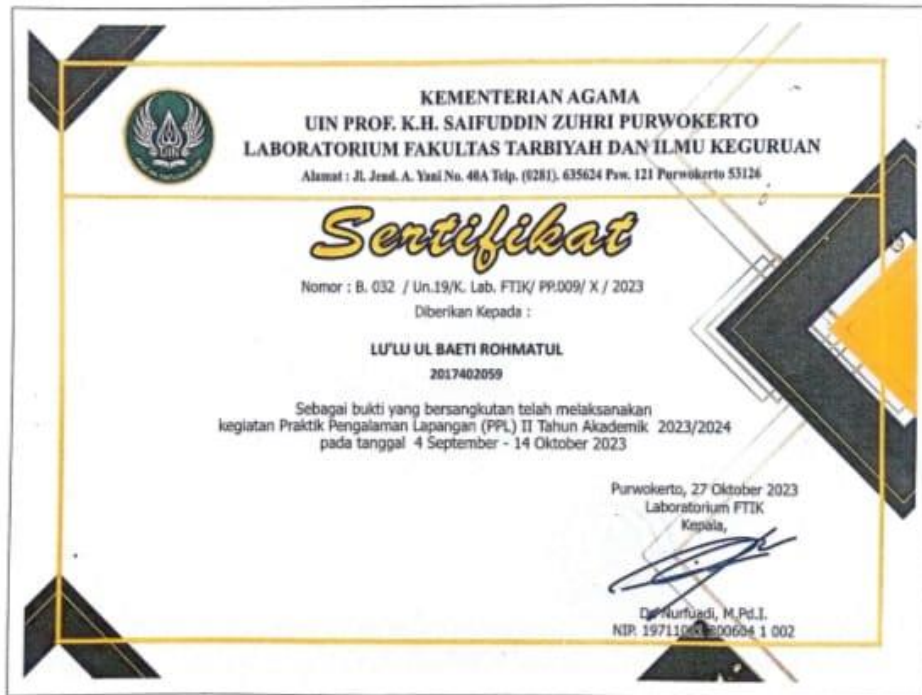 KEMENTERIAN AGAMA
UIN PROF. K.H. SAIFUDDIN ZUHRI PURWOKERTO
LABORATORIUM FAKULTAS TARBIYAH DAN ILMU KEGURUAN
Alamat : Jl. Jend. A. Yani No. 40A Telp. (0281). 635624 Psw. 121 Purwokerto 53126
UIN
Sertifikat
Nomor : B. 032 / Un.19/K. Lab. FTIK/ PP.009/ X / 2023
Diberikan Kepada :
LU'LU UL BAETI ROHMATUL
2017402059
Sebagai bukti yang bersangkutan telah melaksanakan
kegiatan Praktik Pengalaman Lapangan (PPL) II Tahun Akademik 2023/2024
pada tanggal 4 September - 14 Oktober 2023
Purwokerto, 27 Oktober 2023
Laboratorium FTIK
Kepala,
Nurfuadi, M.Pd.I.
NIP. 1 002